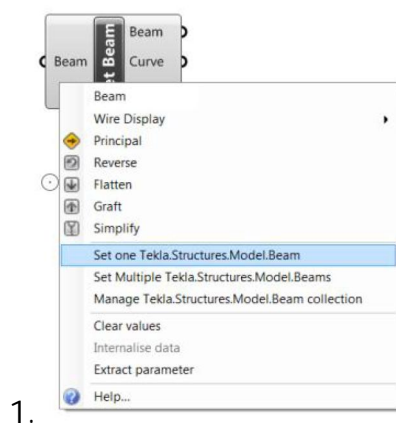 Beam
Beam
Curve
et Beam
Beam
Wire Display
Principal
Reverse
Flatten
Graft
Simplify
Set one Tekla.Structures.Model.Beam
Set Multiple Tekla.Structures.Model.Beams
Manage Tekla.Structures.Model.Beam collection
Clear values
Internalise data
Extract parameter
Help...
1.